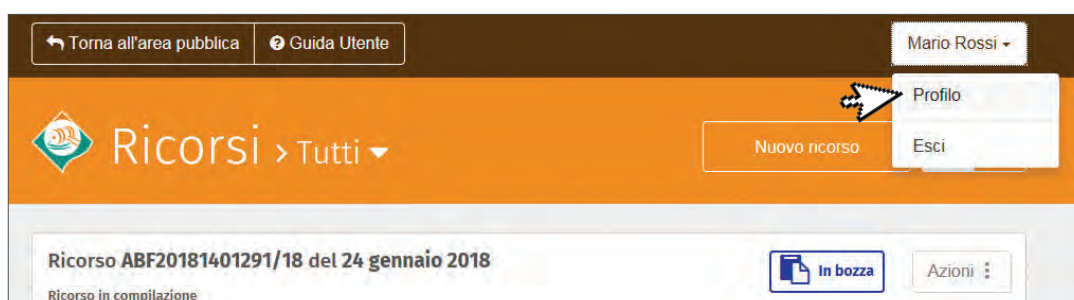 Torna all'area pubblica Guida Utente Mario Rossi
Profilo
Ricorsi > Tutti Nuovo ricorso Esci
Ricorso ABF20181401291/18 del 24 gennaio 2018 In bozza Azioni
Ricorso in compilazione